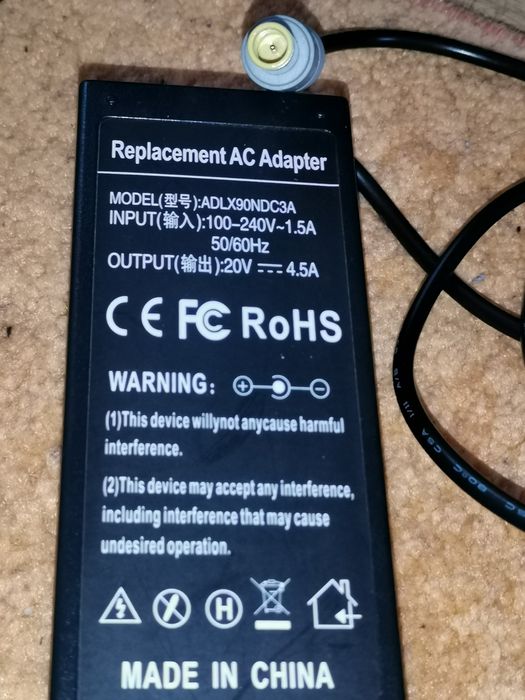 Replacement AC Adapter
MODEL(型号):ADLX90NDC3A
INPUT(输入):100-240V~1.5A
50/60Hz
OUTPUT(输出):20V⎓4.5A
CE FC RoHS
WARNING:
(1)This device willynot anycause harmful
interference.
(2)This device may accept any interference,
including interference that may cause
undesired operation.
H
MADE IN CHINA